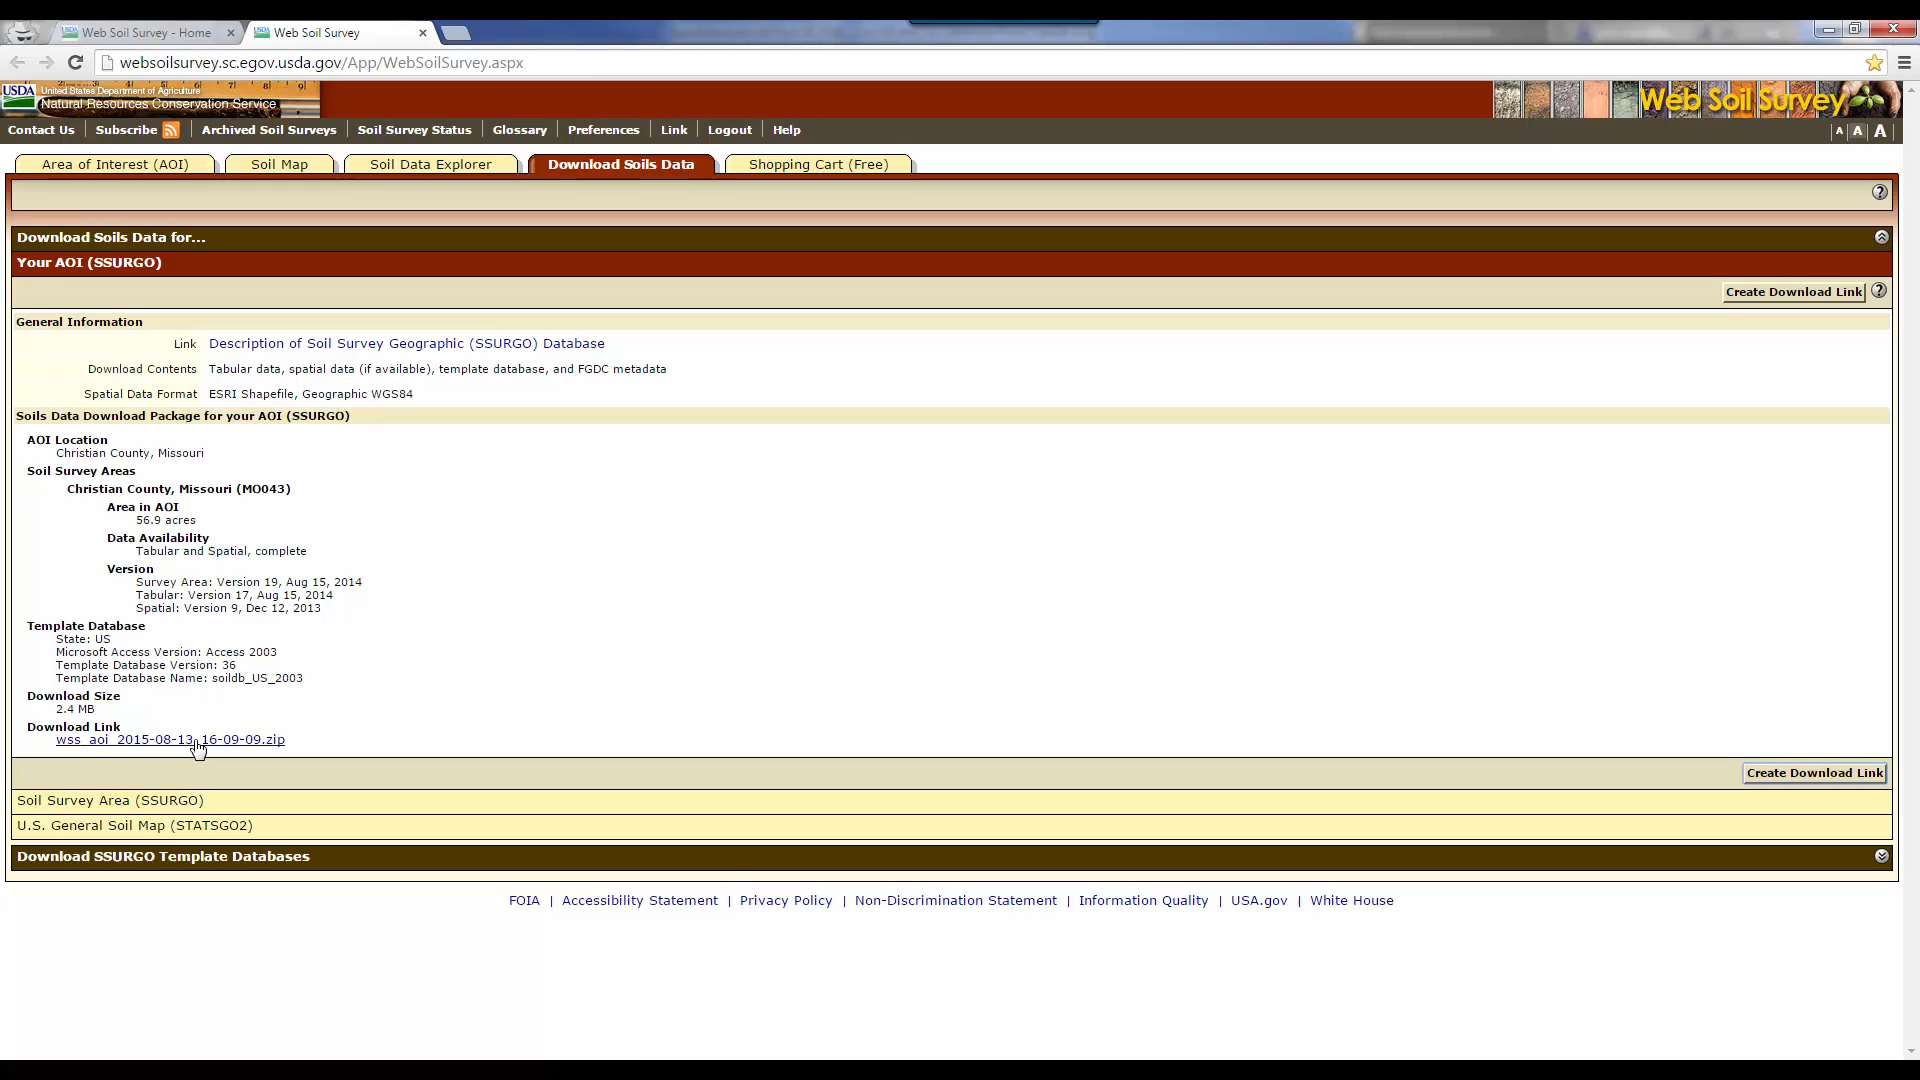 Web Soil Survey - Home
Web Soil Survey
websoilsurvey.sc.egov.usda.gov/App/WebSoilSurvey.aspx
USDA
United States Department of Agriculture
Natural Resources Conservation Service
Web Soil Survey
Contact Us | Subscribe | Archived Soil Surveys | Soil Survey Status | Glossary | Preferences | Link | Logout | Help | A A A
Area of Interest (AOI) Soil Map Soil Data Explorer Download Soils Data Shopping Cart (Free)
?
Download Soils Data for...
Your AOI (SSURGO)
Create Download Link ?
General Information
Link Description of Soil Survey Geographic (SSURGO) Database
Download Contents Tabular data, spatial data (if available), template database, and FGDC metadata
Spatial Data Format ESRI Shapefile, Geographic WGS84
Soils Data Download Package for your AOI (SSURGO)
AOI Location
Christian County, Missouri
Soil Survey Areas
Christian County, Missouri (MO043)
Area in AOI
56.9 acres
Data Availability
Tabular and Spatial, complete
Version
Survey Area: Version 19, Aug 15, 2014
Tabular: Version 17, Aug 15, 2014
Spatial: Version 9, Dec 12, 2013
Template Database
State: US
Microsoft Access Version: Access 2003
Template Database Version: 36
Template Database Name: soildb_US_2003
Download Size
2.4 MB
Download Link
wss_aoi_2015-08-13_16-09-09.zip
Create Download Link
Soil Survey Area (SSURGO)
U.S. General Soil Map (STATSGO2)
Download SSURGO Template Databases
FOIA | Accessibility Statement | Privacy Policy | Non-Discrimination Statement | Information Quality | USA.gov | White House